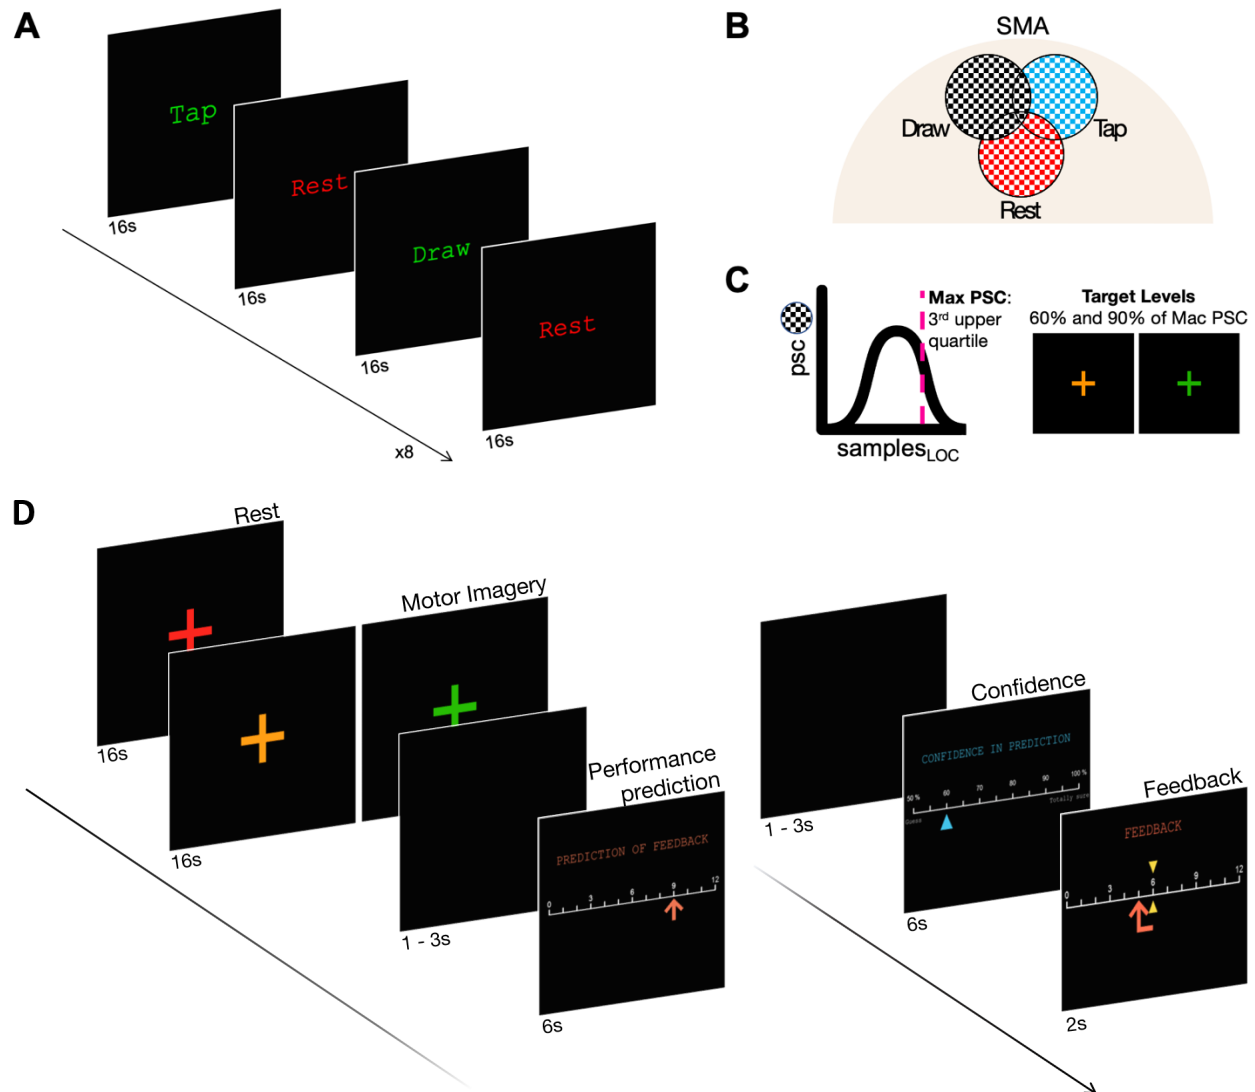 A
Tap
16s
Rest
16s
Draw
16s
Rest
16s
x8
B
SMA
Draw
Tap
Rest
C
psc
Max PSC:
3rd upper
quartile
samplesLOC
Target Levels
60% and 90% of Mac PSC
D
Rest
16s
Motor Imagery
16s
1 - 3s
Performance
prediction
PREDICTION OF FEEDBACK
0 3 6 9 12
6s
1 - 3s
Confidence
CONFIDENCE IN PREDICTION
50 % 60 70 80 90 100 %
Guess Totally sure
6s
Feedback
FEEDBACK
0 3 6 9 12
2s